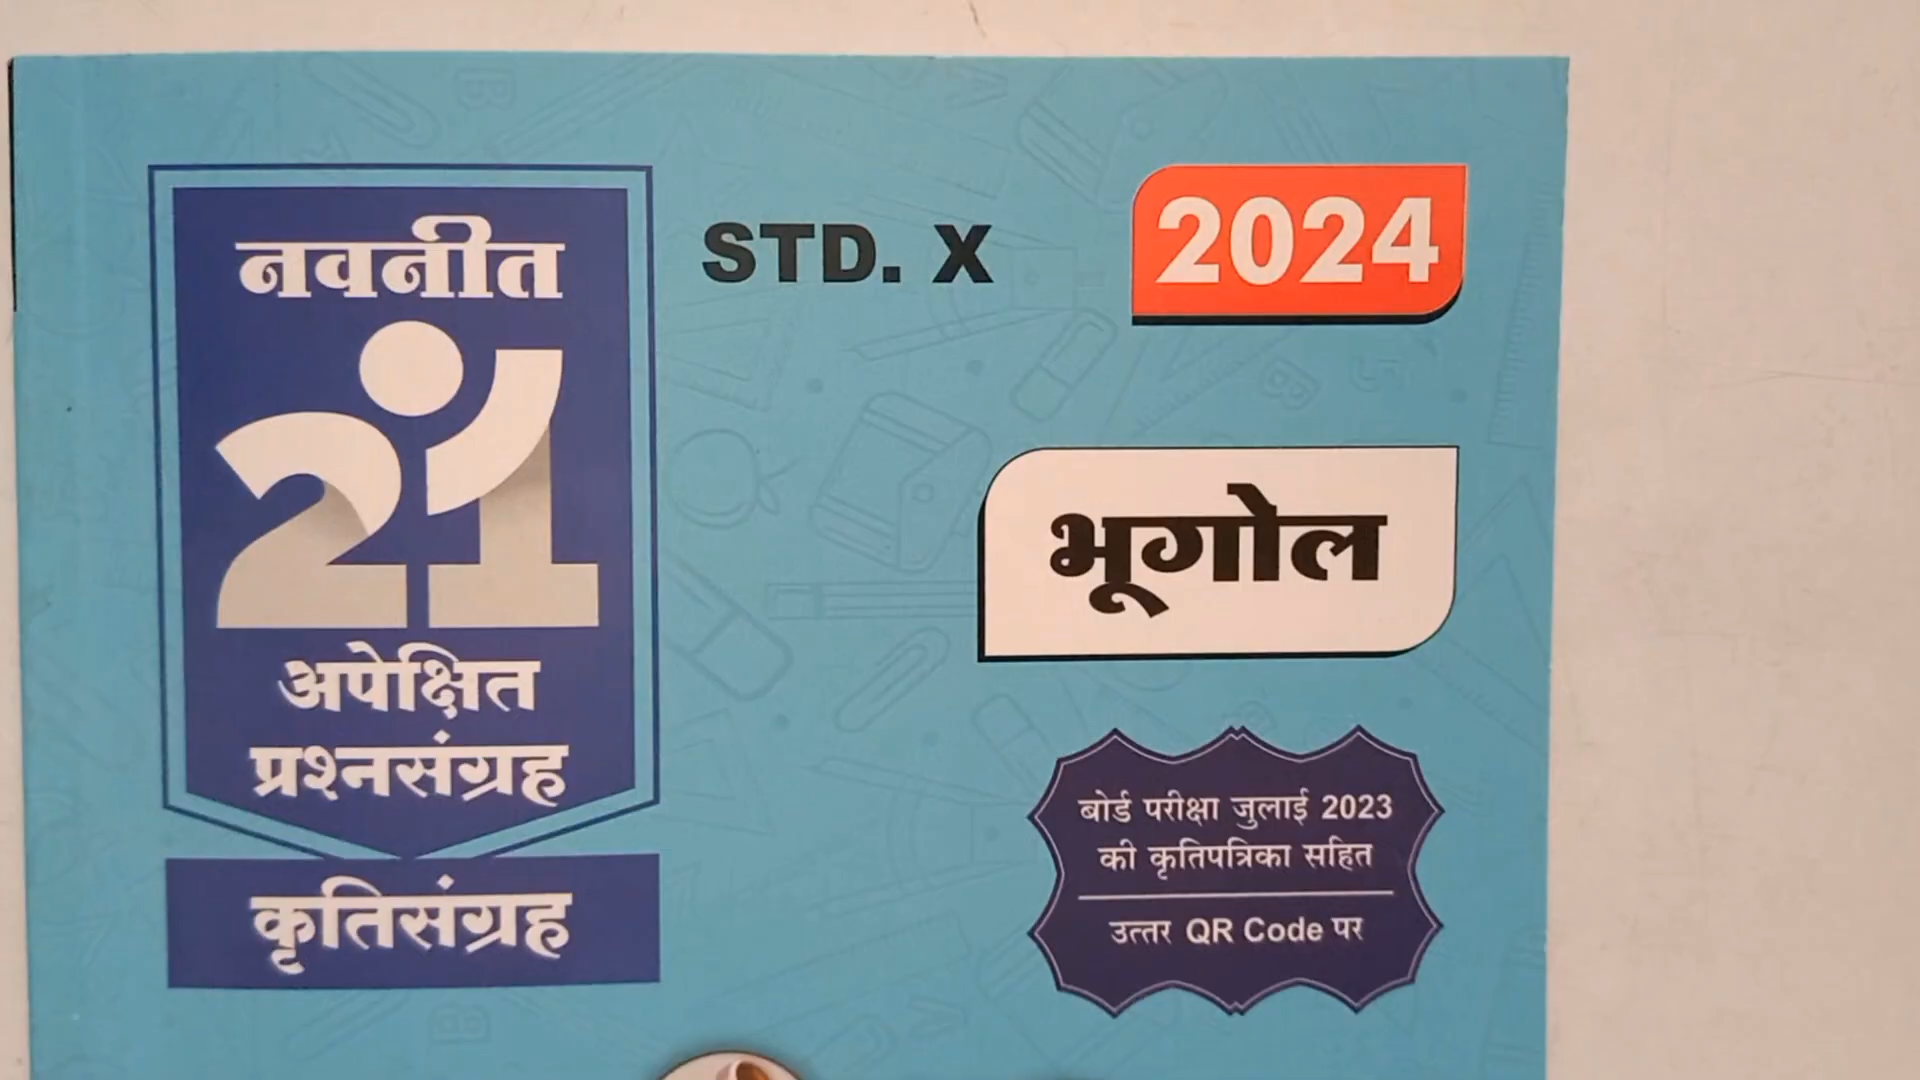 नवनीत
21
अपेक्षित
प्रश्नसंग्रह
कृतिसंग्रह
STD. X
2024
भूगोल
बोर्ड परीक्षा जुलाई 2023
की कृतिपत्रिका सहित
उत्तर QR Code पर